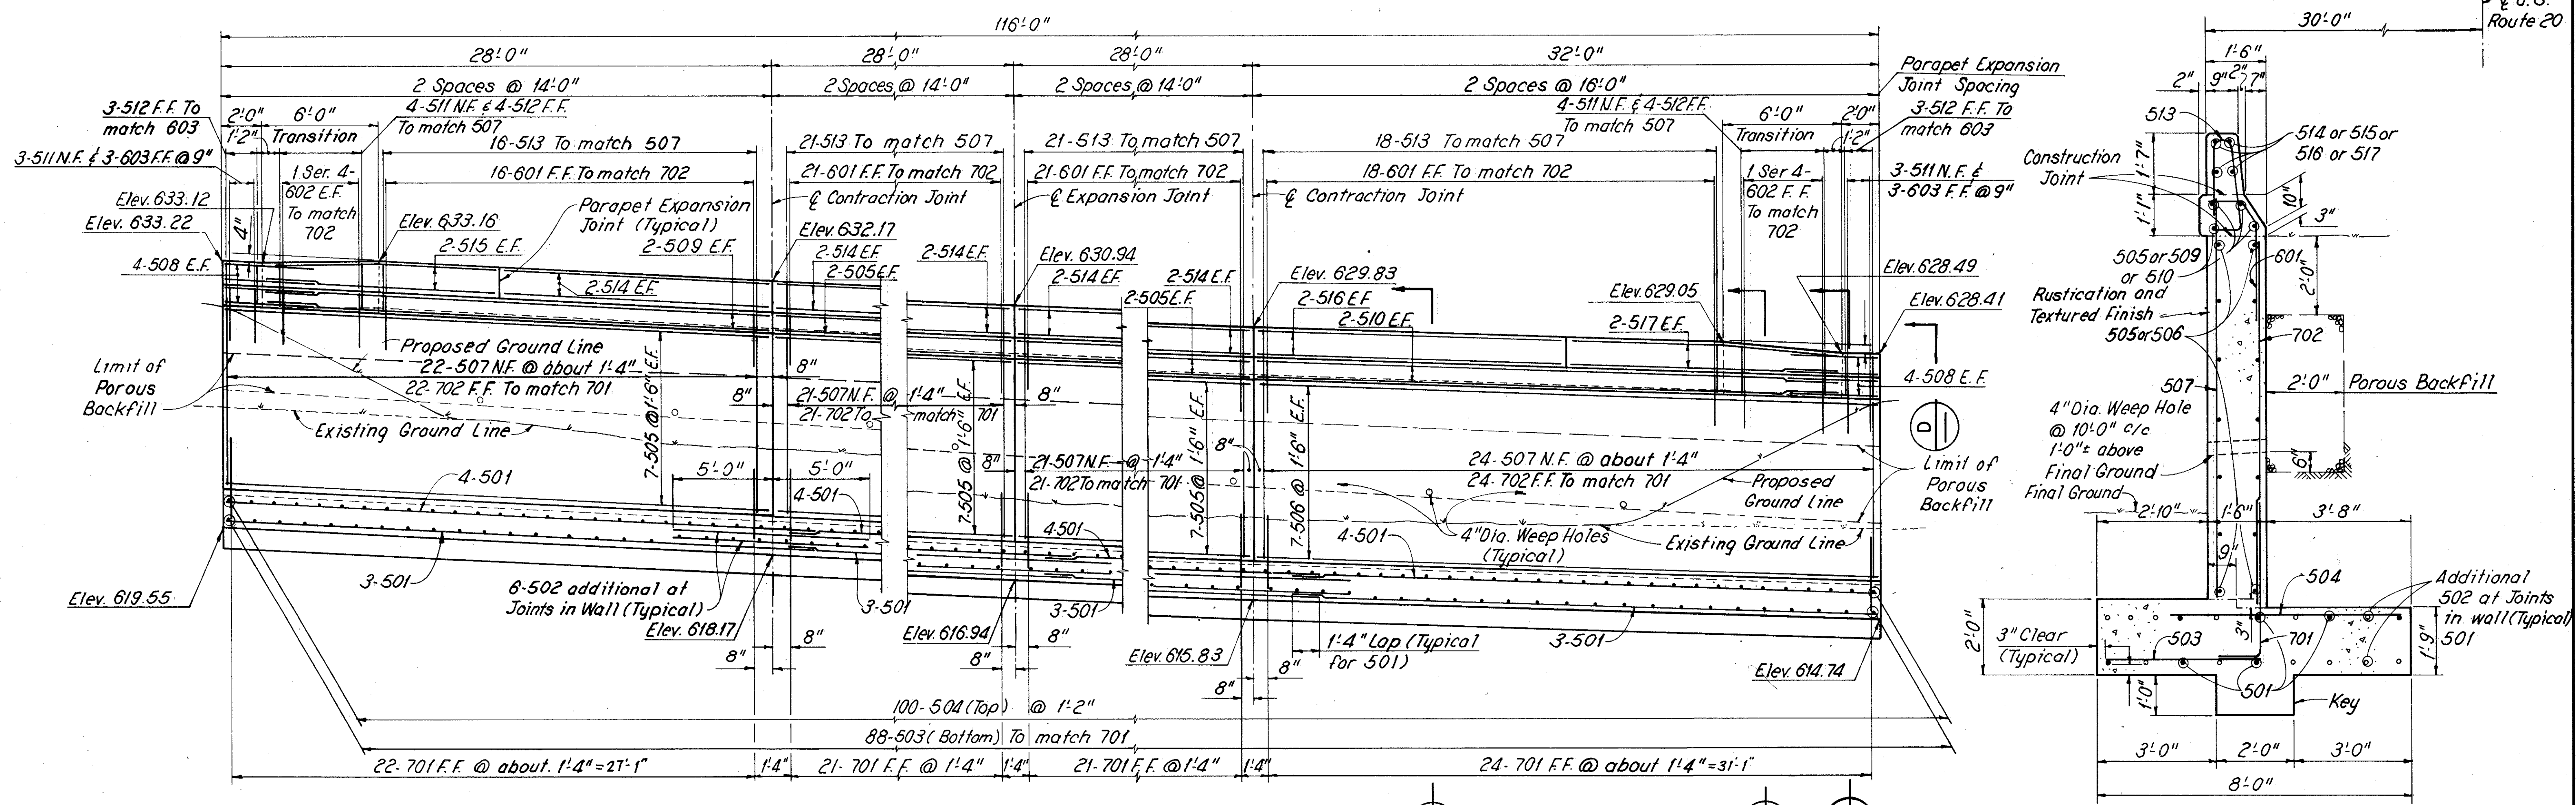 116'-0"
28'-0"
28'-0"
28'-0"
32'-0"
2 Spaces @ 14'-0"
2 Spaces @ 14'-0"
2 Spaces @ 14'-0"
2 Spaces @ 16'-0"
Parapet Expansion
Joint Spacing
3-512 F.F. To
match 603
2'-0"
6'-0"
1'-2"
Transition
4-511 N.F. & 4-512 F.F.
To match 507
4-511 N.F. & 4-512 F.F.
To match 507
6'-0"
2'-0"
Transition
1'-2"
3-512 F.F. To
match 603
3-511 N.F. & 3-603 F.F. @ 9"
16-513 To match 507
21-513 To match 507
21-513 To match 507
18-513 To match 507
16-601 F.F. To match 702
21-601 F.F. To match 702
21-601 F.F. To match 702
18-601 F.F. To match 702
1 Ser. 4-
602 E.F.
To match
702
1 Ser. 4-
602 F.F.
To match
702
3-511 N.F. &
3-603 F.F. @ 9"
Elev. 633.12
Elev. 633.22
4"
Elev. 633.16
Parapet Expansion
Joint (Typical)
℄ Contraction Joint
℄ Expansion Joint
℄ Contraction Joint
Elev. 632.17
Elev. 630.94
Elev. 629.83
Elev. 629.05
Elev. 628.49
Elev. 628.41
4-508 E.F.
2-515 E.F.
2-514 E.F.
2-509 E.F.
2-514 E.F.
2-505 E.F.
2-514 E.F.
2-514 E.F.
2-505 E.F.
2-514 E.F.
2-516 E.F.
2-510 E.F.
2-517 E.F.
4-508 E.F.
Limit of
Porous
Backfill
Proposed Ground Line
22-507 N.F. @ about 1'-4"
22-702 F.F. To match 701
Existing Ground Line
7-505 @ 1'-6" E.F.
8"
8"
21-507 N.F. @ 1'-4"
21-702 To match 701
8"
7-505 @ 1'-6" E.F.
8"
21-507 N.F. @ 1'-4"
21-702 To match 701
7-505 @ 1'-6" E.F.
8"
7-506 @ 1'-6" E.F.
24-507 N.F. @ about 1'-4"
24-702 F.F. To match 701
Proposed
Ground Line
Existing Ground Line
4" Dia. Weep Holes
(Typical)
D
Limit of
Porous
Backfill
5'-0"
5'-0"
4-501
4-501
4-501
4-501
3-501
3-501
3-501
3-501
6-502 additional at
Joints in Wall (Typical)
Elev. 619.55
Elev. 618.17
Elev. 616.94
Elev. 615.83
Elev. 614.74
8"
8"
8"
8"
8"
8"
1'-4" Lap (Typical
for 501)
100-504 (Top) @ 1'-2"
88-503 (Bottom) To match 701
22-701 F.F. @ about 1'-4" = 27'-1"
1'-4"
21-701 F.F. @ 1'-4"
1'-4"
21-701 F.F. @ 1'-4"
1'-4"
24-701 F.F. @ about 1'-4" = 31'-1"
Route 20
30'-0"
1'-6"
2"
9"
2"
7"
513
514 or 515 or
516 or 517
Construction
Joint
1'-7"
1'-1"
10"
3"
505 or 509
or 510
601
2'-0"
Rustication and
Textured Finish
505 or 506
702
507
2'-0"
Porous Backfill
4" Dia. Weep Hole
@ 10'-0" c/c
1'-0"± above
Final Ground
Final Ground
6"
2'-10"
1'-6"
3'-8"
9"
504
Additional
502 at Joints
in wall (Typical)
501
2'-0"
3" Clear
(Typical)
503
3"
701
1'-9"
501
1'-0"
Key
3'-0"
2'-0"
3'-0"
8'-0"